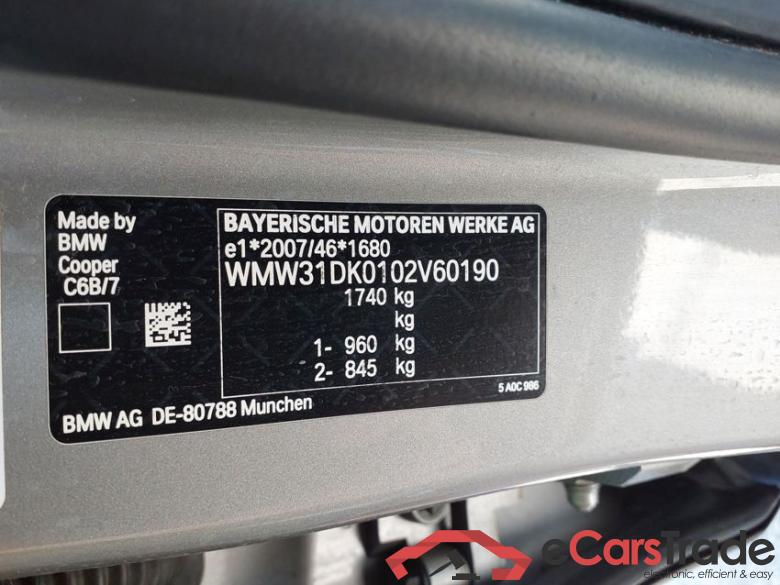 Made by
BMW
Cooper
C6B/7
BAYERISCHE MOTOREN WERKE AG
e1*2007/46*1680
WMW31DK0102V60190
1740 kg
kg
1- 960 kg
2- 845 kg
5 A0C 986
BMW AG DE-80788 Munchen
eCarsTrade
electronic, efficient & easy